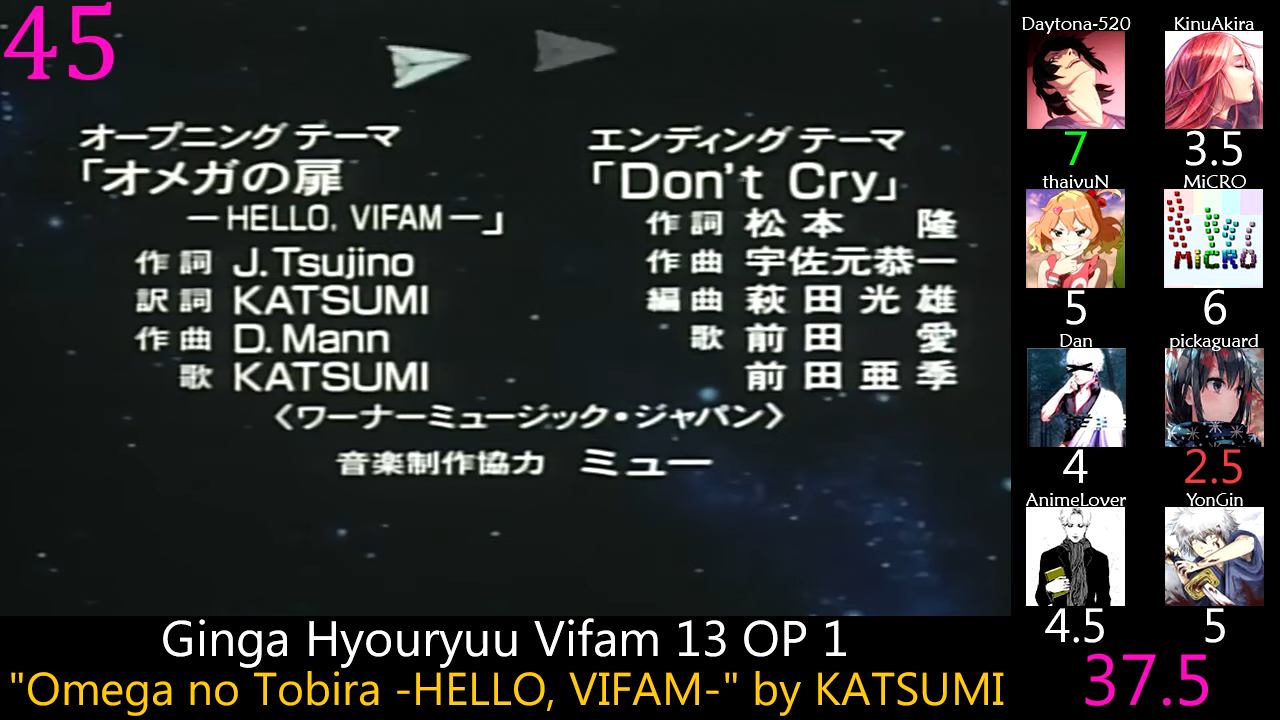 45
オープニング テーマ
「オメガの扉
ーHELLO, VIFAMー」
作詞 J. Tsujino
訳詞 KATSUMI
作曲 D. Mann
歌 KATSUMI
エンディング テーマ
「Don't Cry」
作詞 松本 隆
作曲 宇佐元恭一
編曲 萩田光雄
歌 前田 愛
前田亜季
〈ワーナーミュージック・ジャパン〉
音楽制作協力 ミュー
Ginga Hyouryuu Vifam 13 OP 1
"Omega no Tobira -HELLO, VIFAM-" by KATSUMI
Daytona-520 KinuAkira
7 3.5
thaivuN MiCRO
MiCRO
5 6
Dan pickaguard
4 2.5
AnimeLover YonGin
4.5 5
37.5